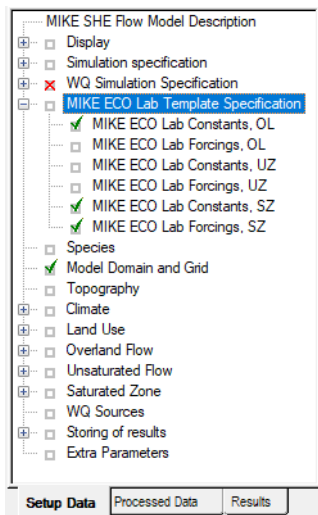 MIKE SHE Flow Model Description
Display
Simulation specification
WQ Simulation Specification
MIKE ECO Lab Template Specification
MIKE ECO Lab Constants, OL
MIKE ECO Lab Forcings, OL
MIKE ECO Lab Constants, UZ
MIKE ECO Lab Forcings, UZ
MIKE ECO Lab Constants, SZ
MIKE ECO Lab Forcings, SZ
Species
Model Domain and Grid
Topography
Climate
Land Use
Overland Flow
Unsaturated Flow
Saturated Zone
WQ Sources
Storing of results
Extra Parameters
Setup Data Processed Data Results